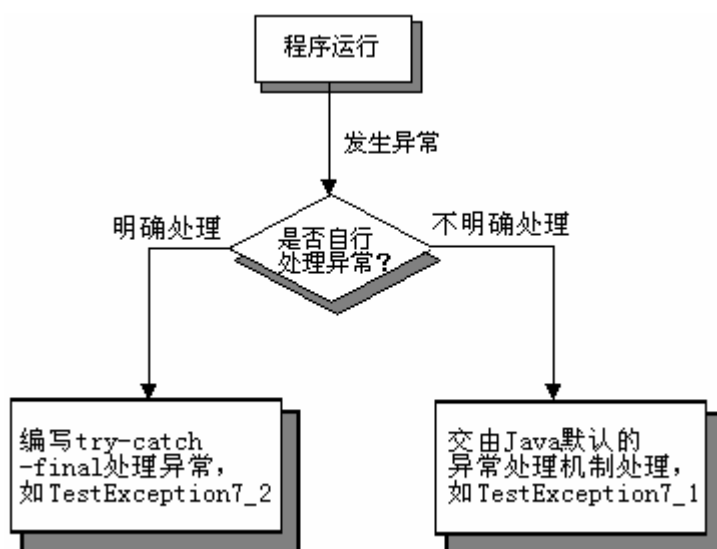 程序运行
发生异常
明确处理
不明确处理
是否自行
处理异常?
编写try-catch
-final处理异常,
如TestException7_2
交由Java默认的
异常处理机制处理,
如TestException7_1